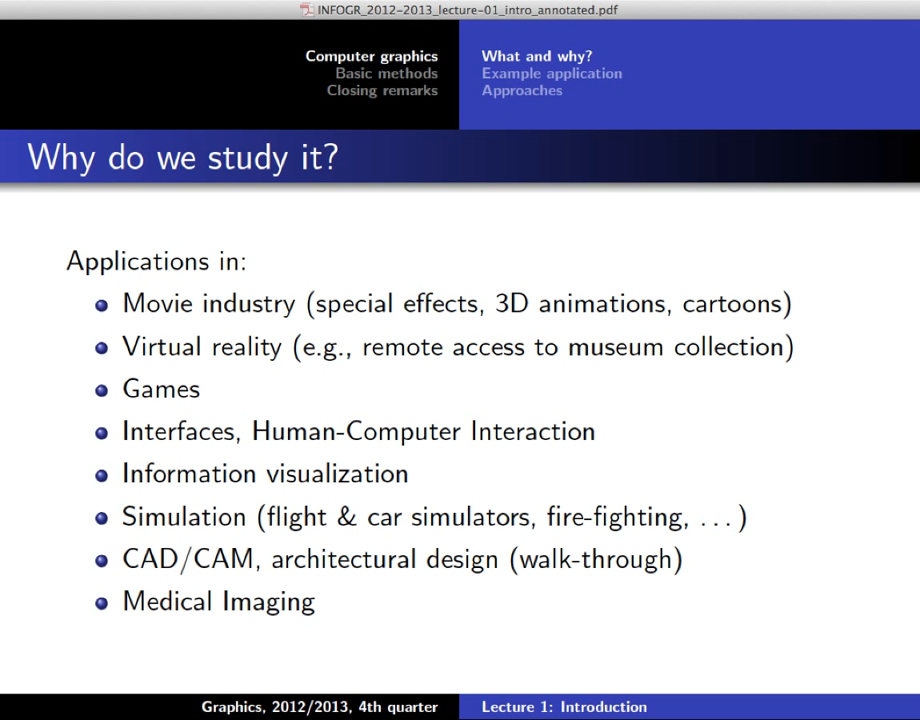 INFOGR_2012-2013_lecture-01_intro_annotated.pdf
Computer graphics
Basic methods
Closing remarks
What and why?
Example application
Approaches
Why do we study it?
Applications in:
Movie industry (special effects, 3D animations, cartoons)
Virtual reality (e.g., remote access to museum collection)
Games
Interfaces, Human-Computer Interaction
Information visualization
Simulation (flight & car simulators, fire-fighting, . . . )
CAD/CAM, architectural design (walk-through)
Medical Imaging
Graphics, 2012/2013, 4th quarter
Lecture 1: Introduction